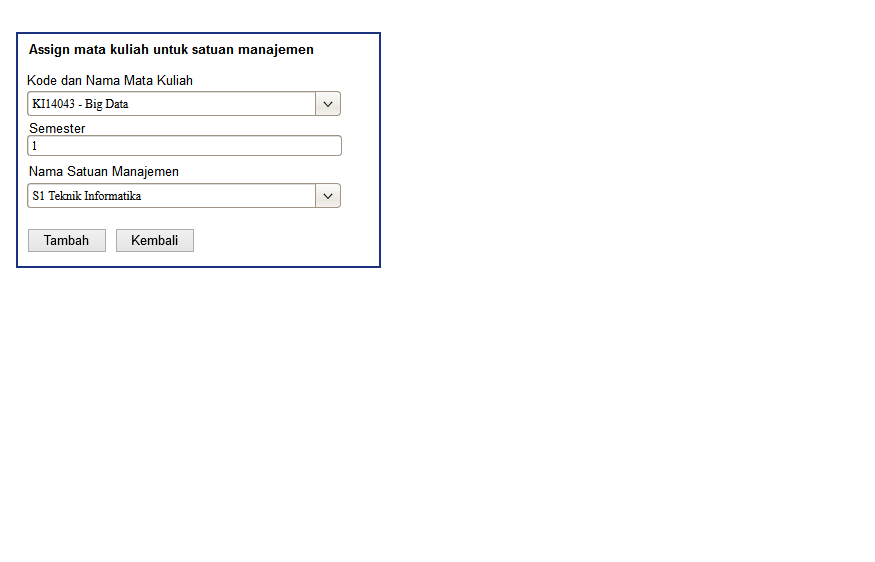 Assign mata kuliah untuk satuan manajemen
Kode dan Nama Mata Kuliah
KI14043 - Big Data
Semester
1
Nama Satuan Manajemen
S1 Teknik Informatika
Tambah Kembali